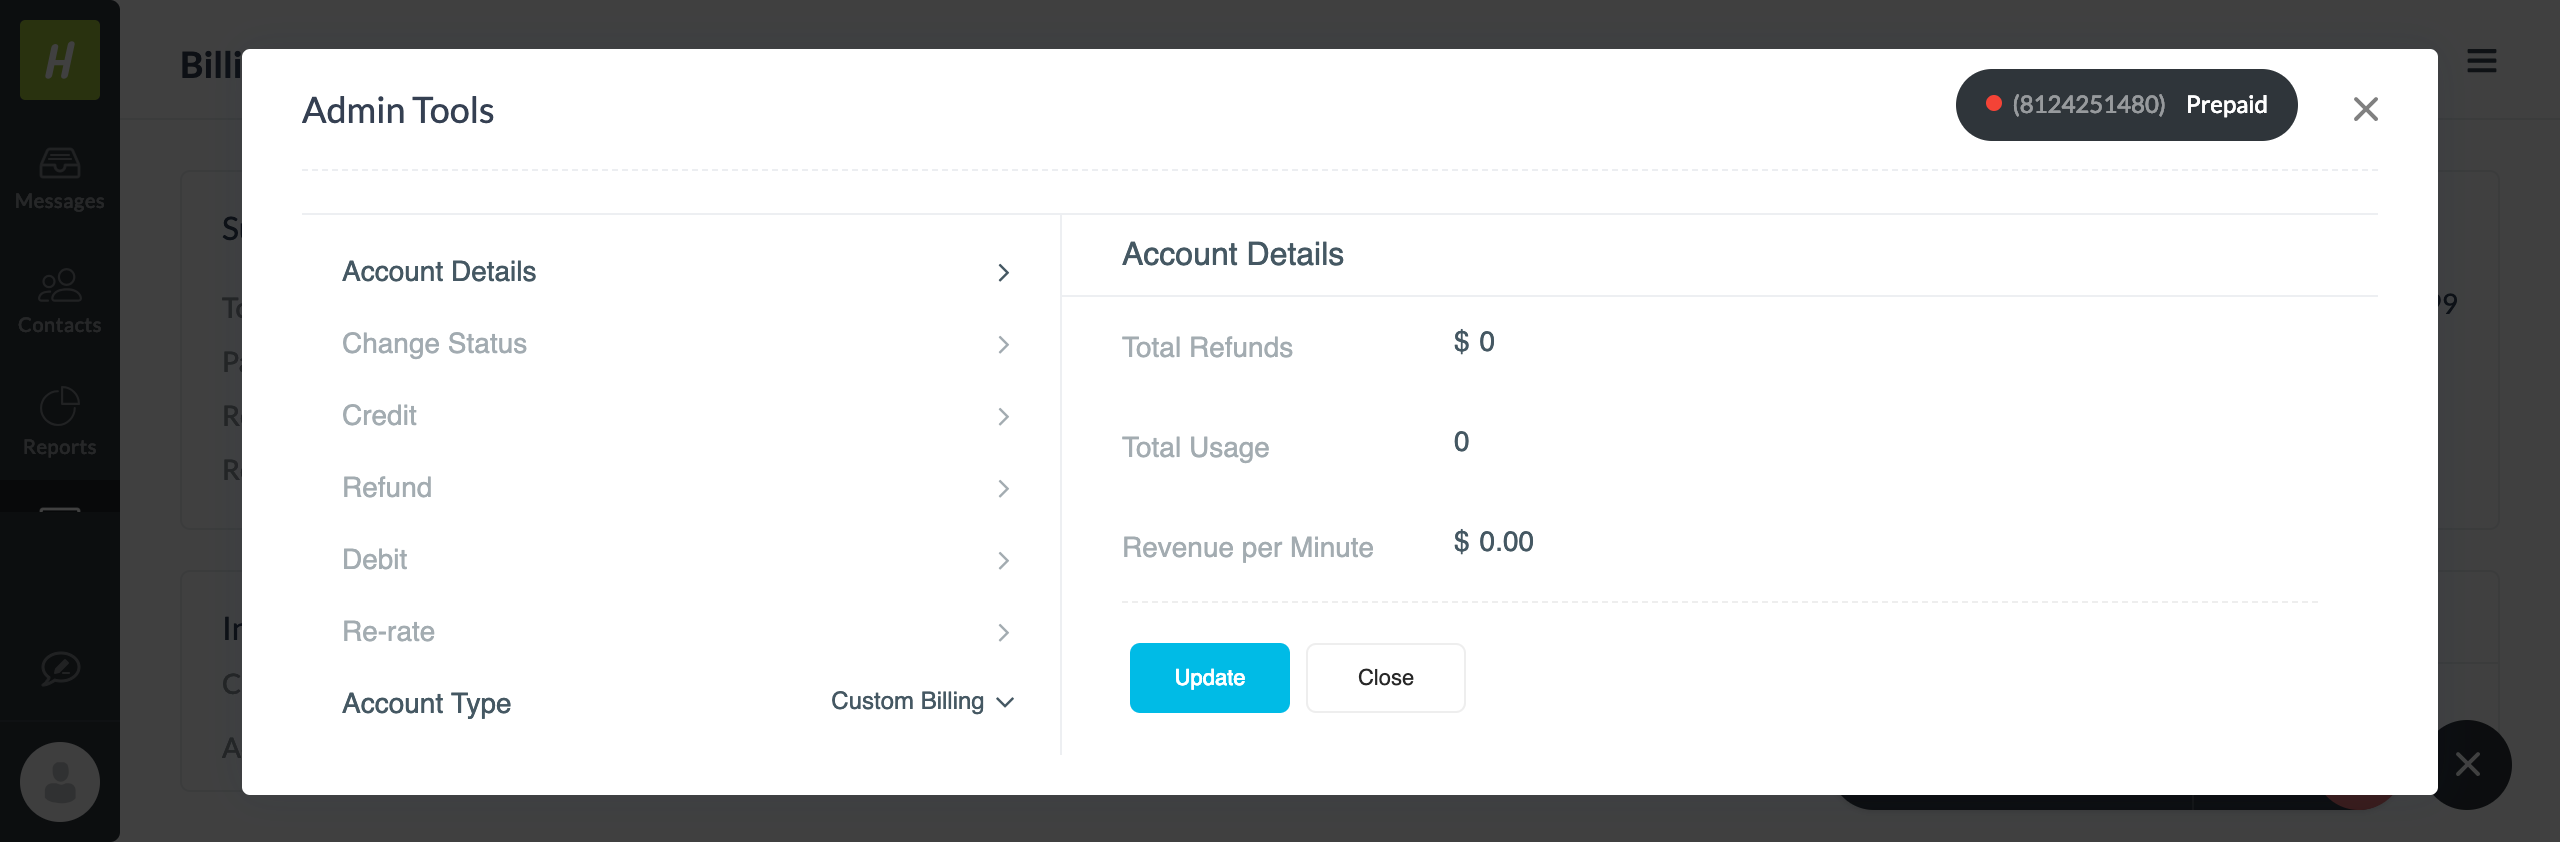 H
Messages
Contacts
Reports
Admin Tools
(8124251480) Prepaid
Account Details
Change Status
Credit
Refund
Debit
Re-rate
Account Type
Custom Billing
Account Details
Total Refunds
$ 0
Total Usage
0
Revenue per Minute
$ 0.00
Update
Close